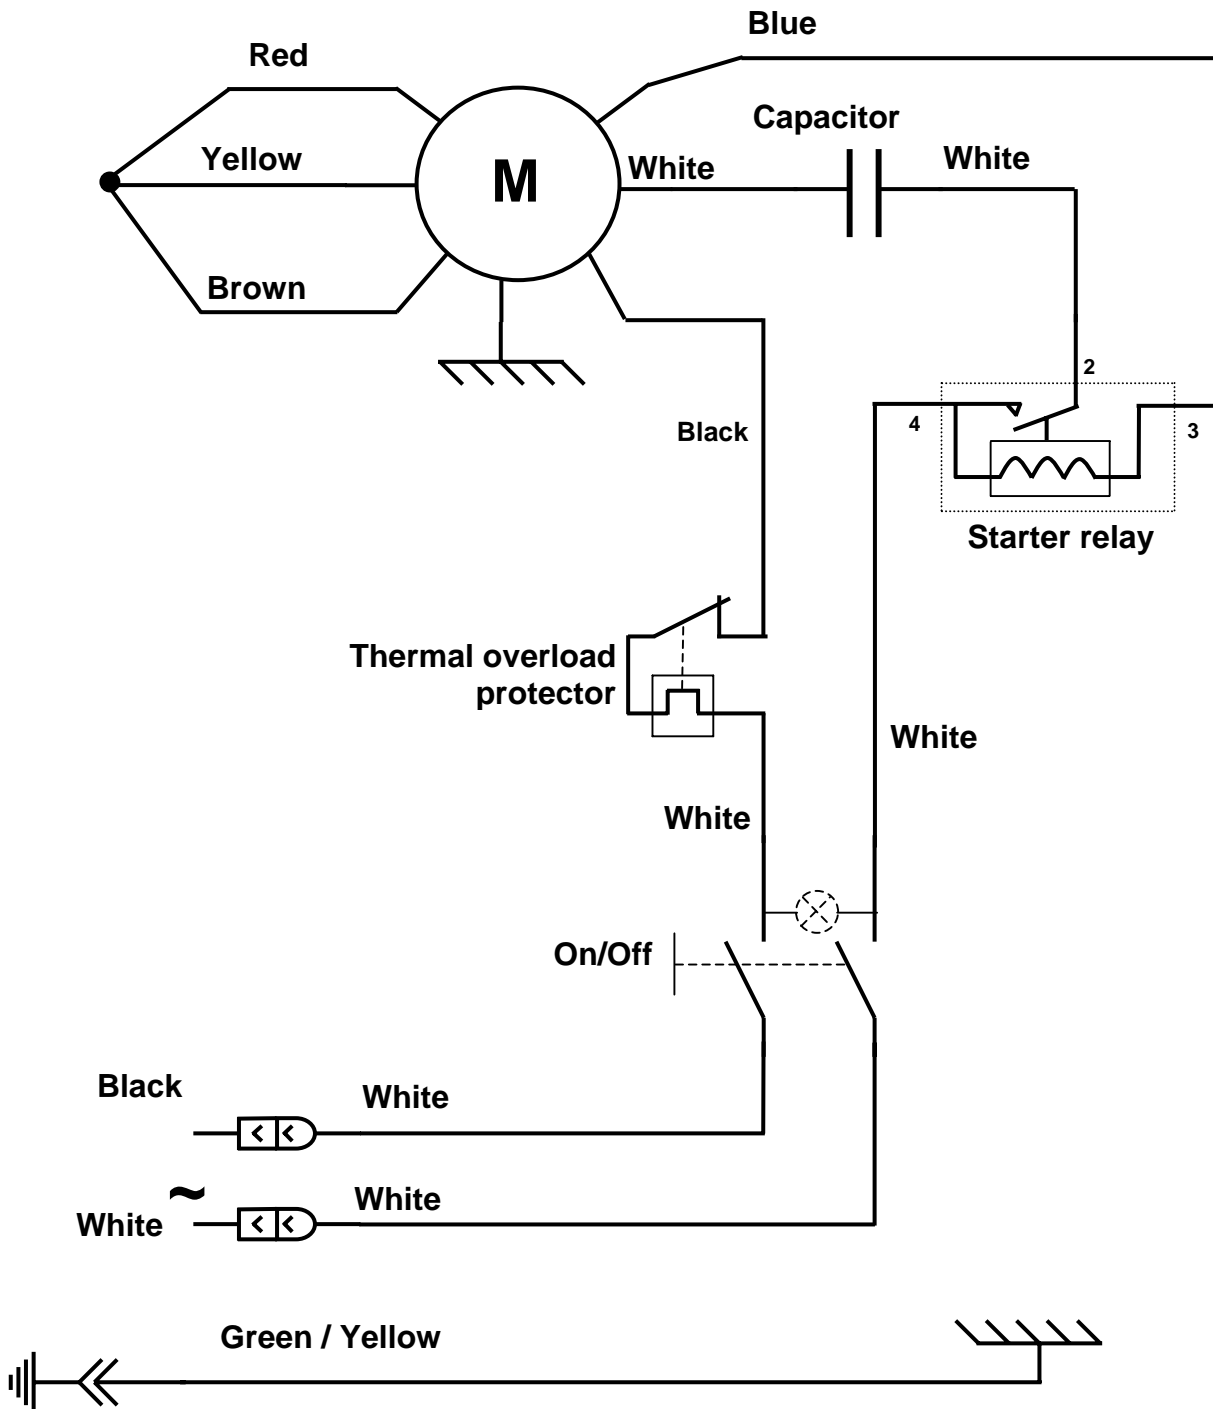 Blue
Red
Capacitor
Yellow
M
White
White
Brown
2
Black
4
3
Starter relay
Thermal overload
protector
White
White
On/Off
Black
White
~
White
White
Green / Yellow